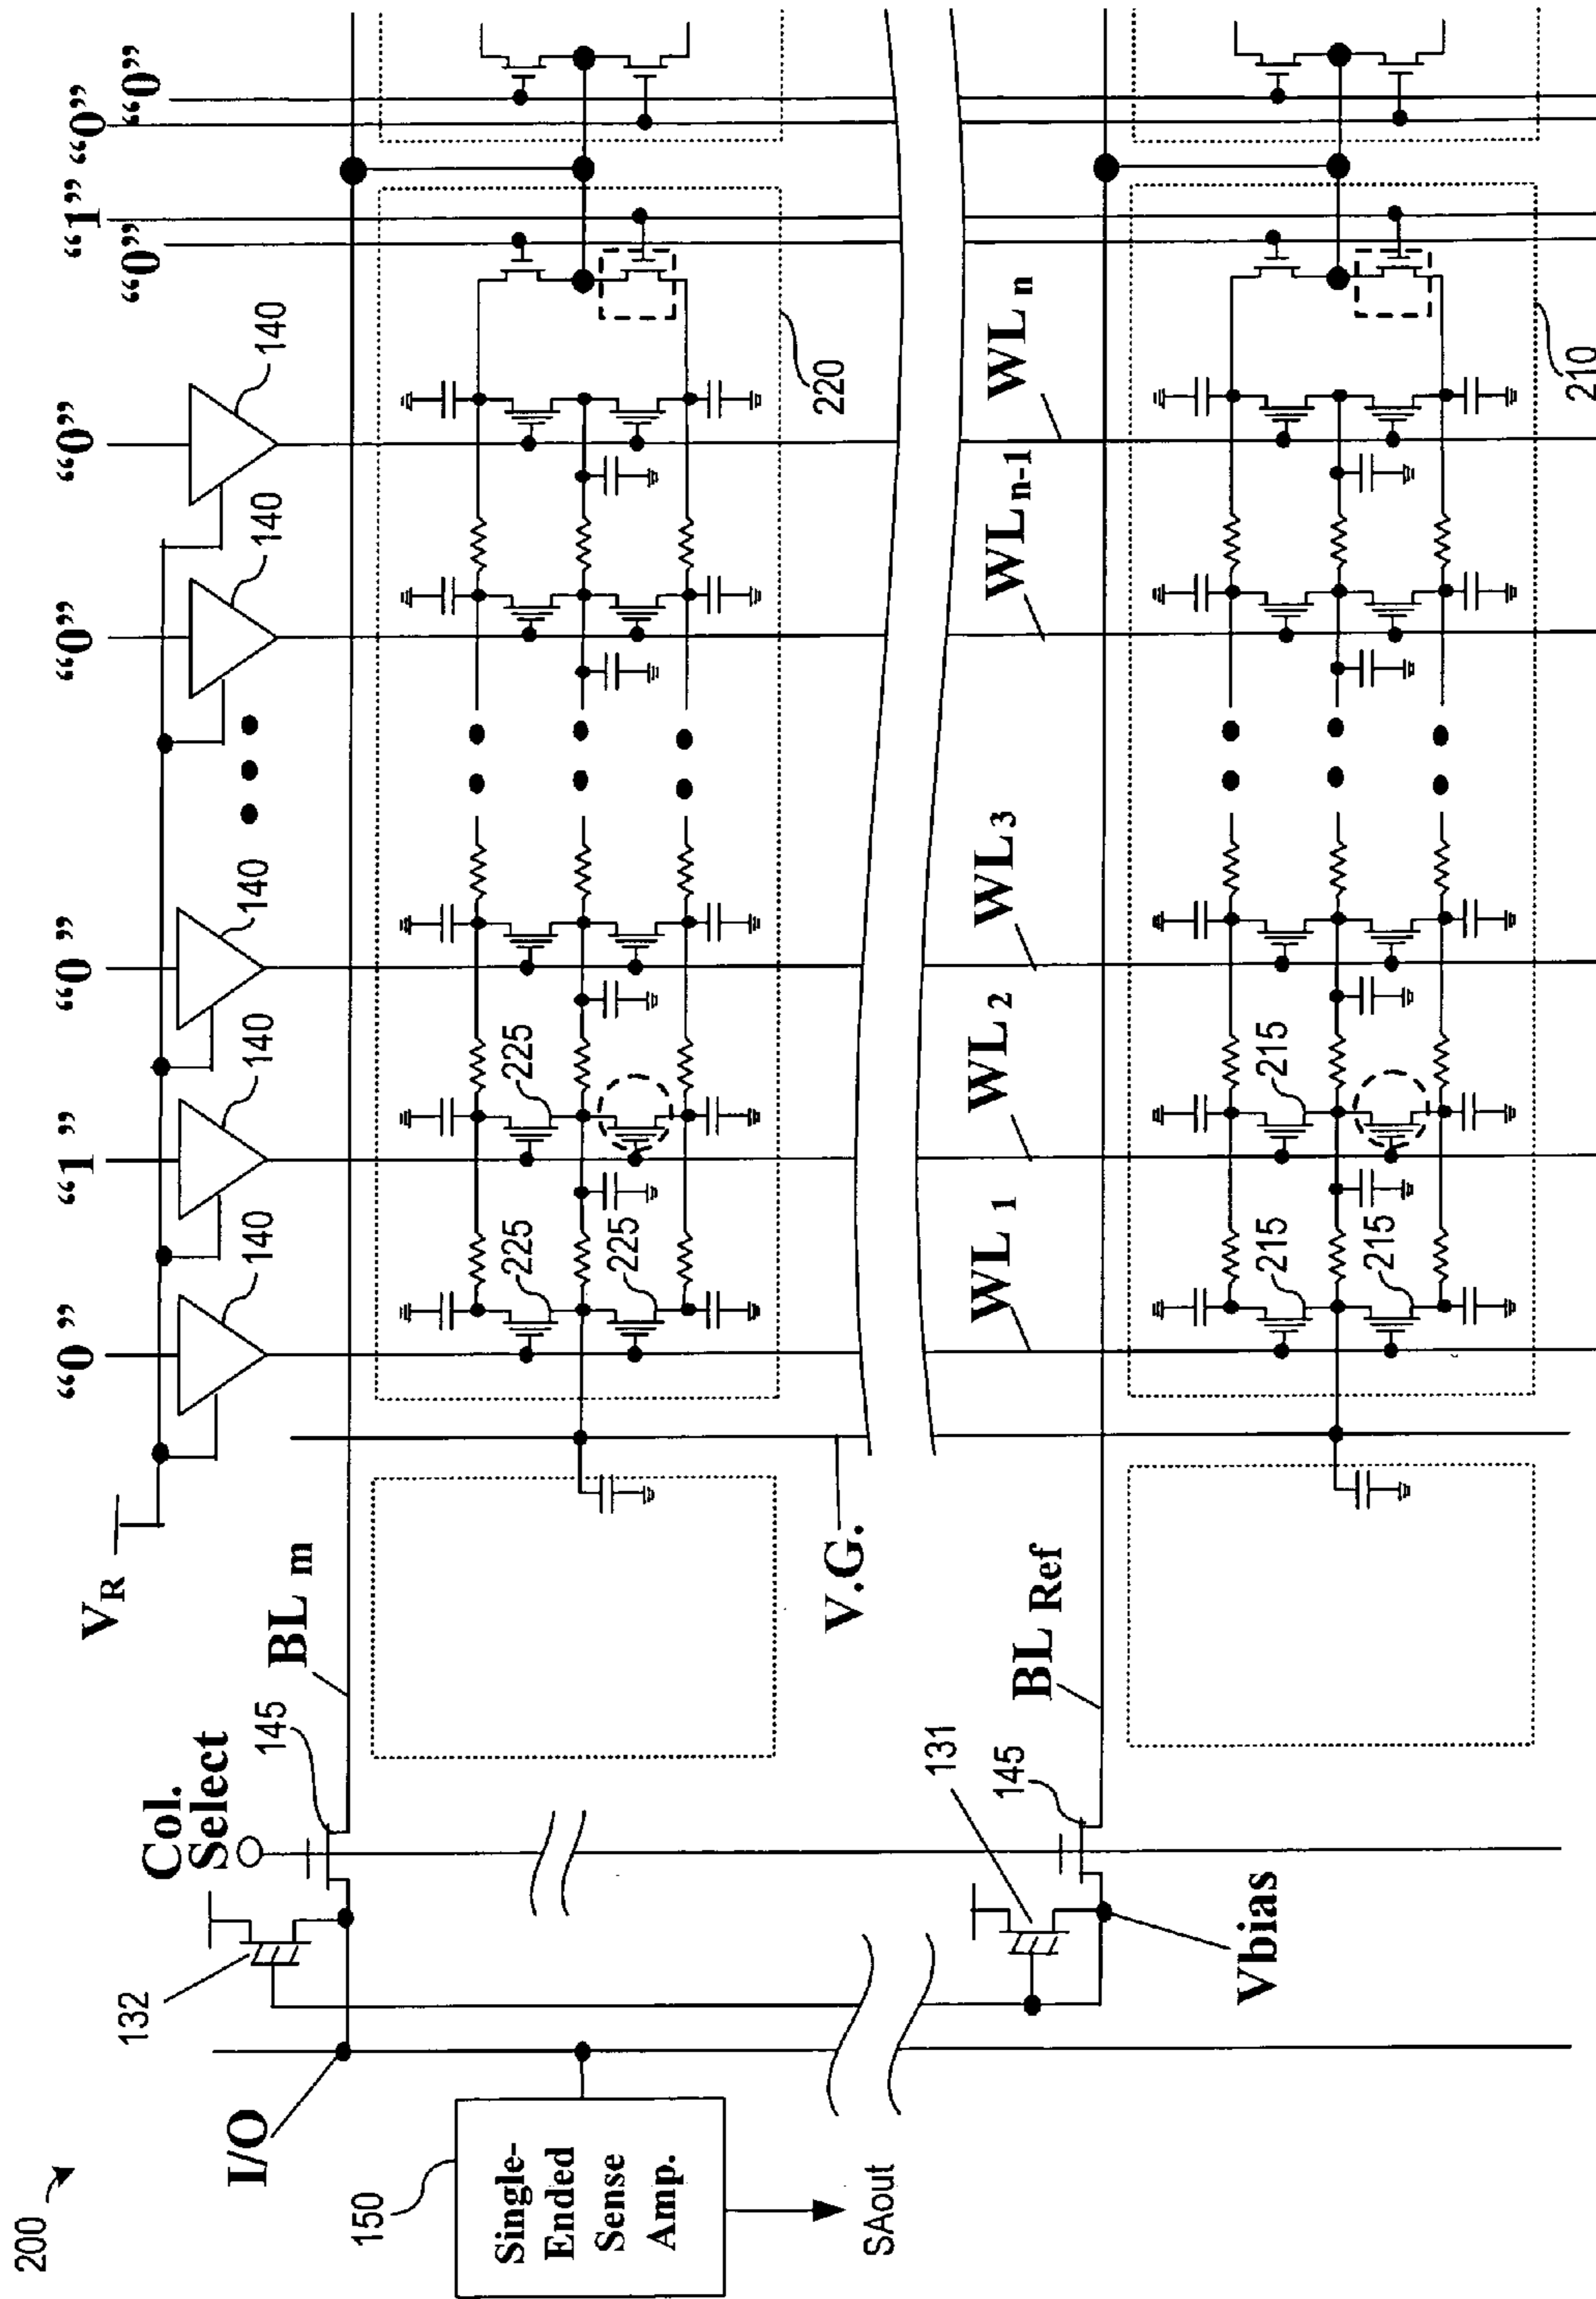 200
I/O
150
Single-
Ended
Sense
Amp.
SAout
132
Col.
Select
145
BL m
VR
"0"
"1"
"0"
"0"
"0"
"0"
"1"
"0"
"0"
140
140
140
140
140
225
225
225
220
V.G.
WL 1
WL 2
WL 3
WL n-1
WL n
131
145
Vbias
BL Ref
215
215
215
210